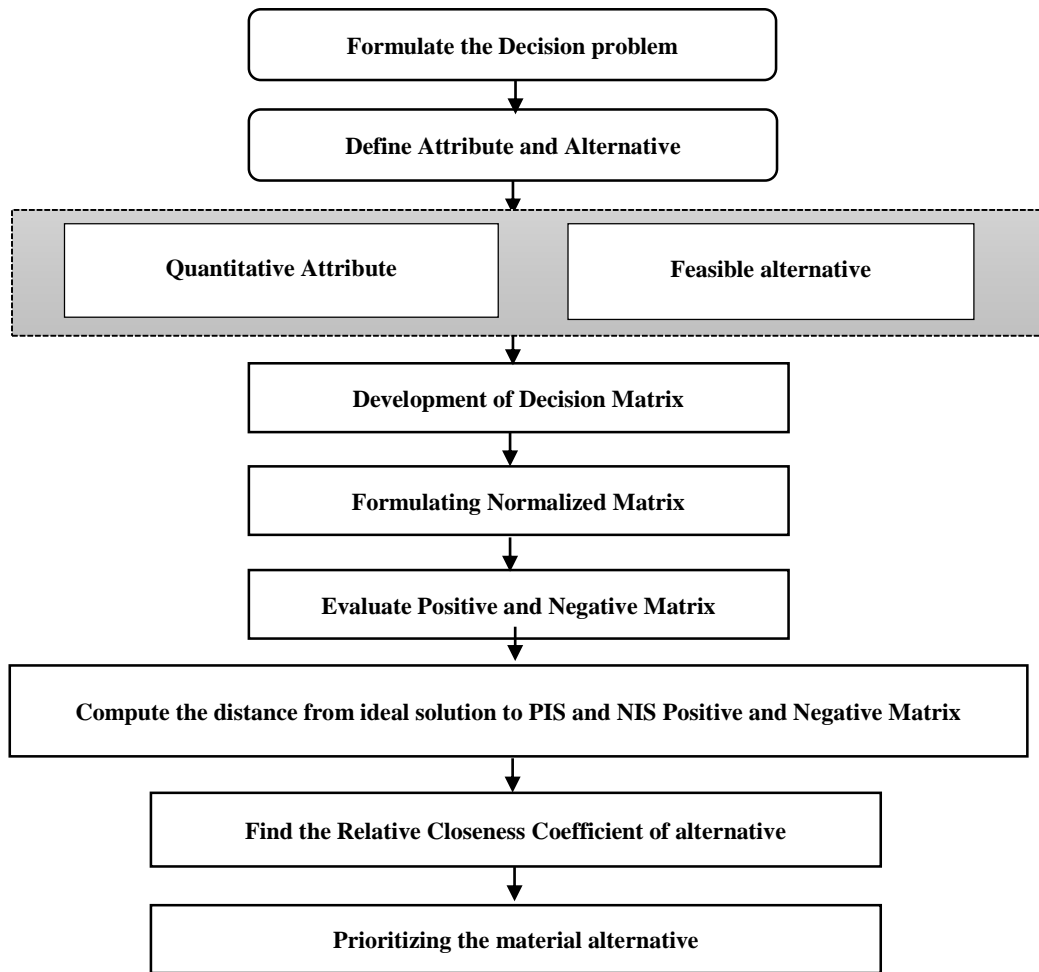 Formulate the Decision problem
Define Attribute and Alternative
Quantitative Attribute
Feasible alternative
Development of Decision Matrix
Formulating Normalized Matrix
Evaluate Positive and Negative Matrix
Compute the distance from ideal solution to PIS and NIS Positive and Negative Matrix
Find the Relative Closeness Coefficient of alternative
Prioritizing the material alternative